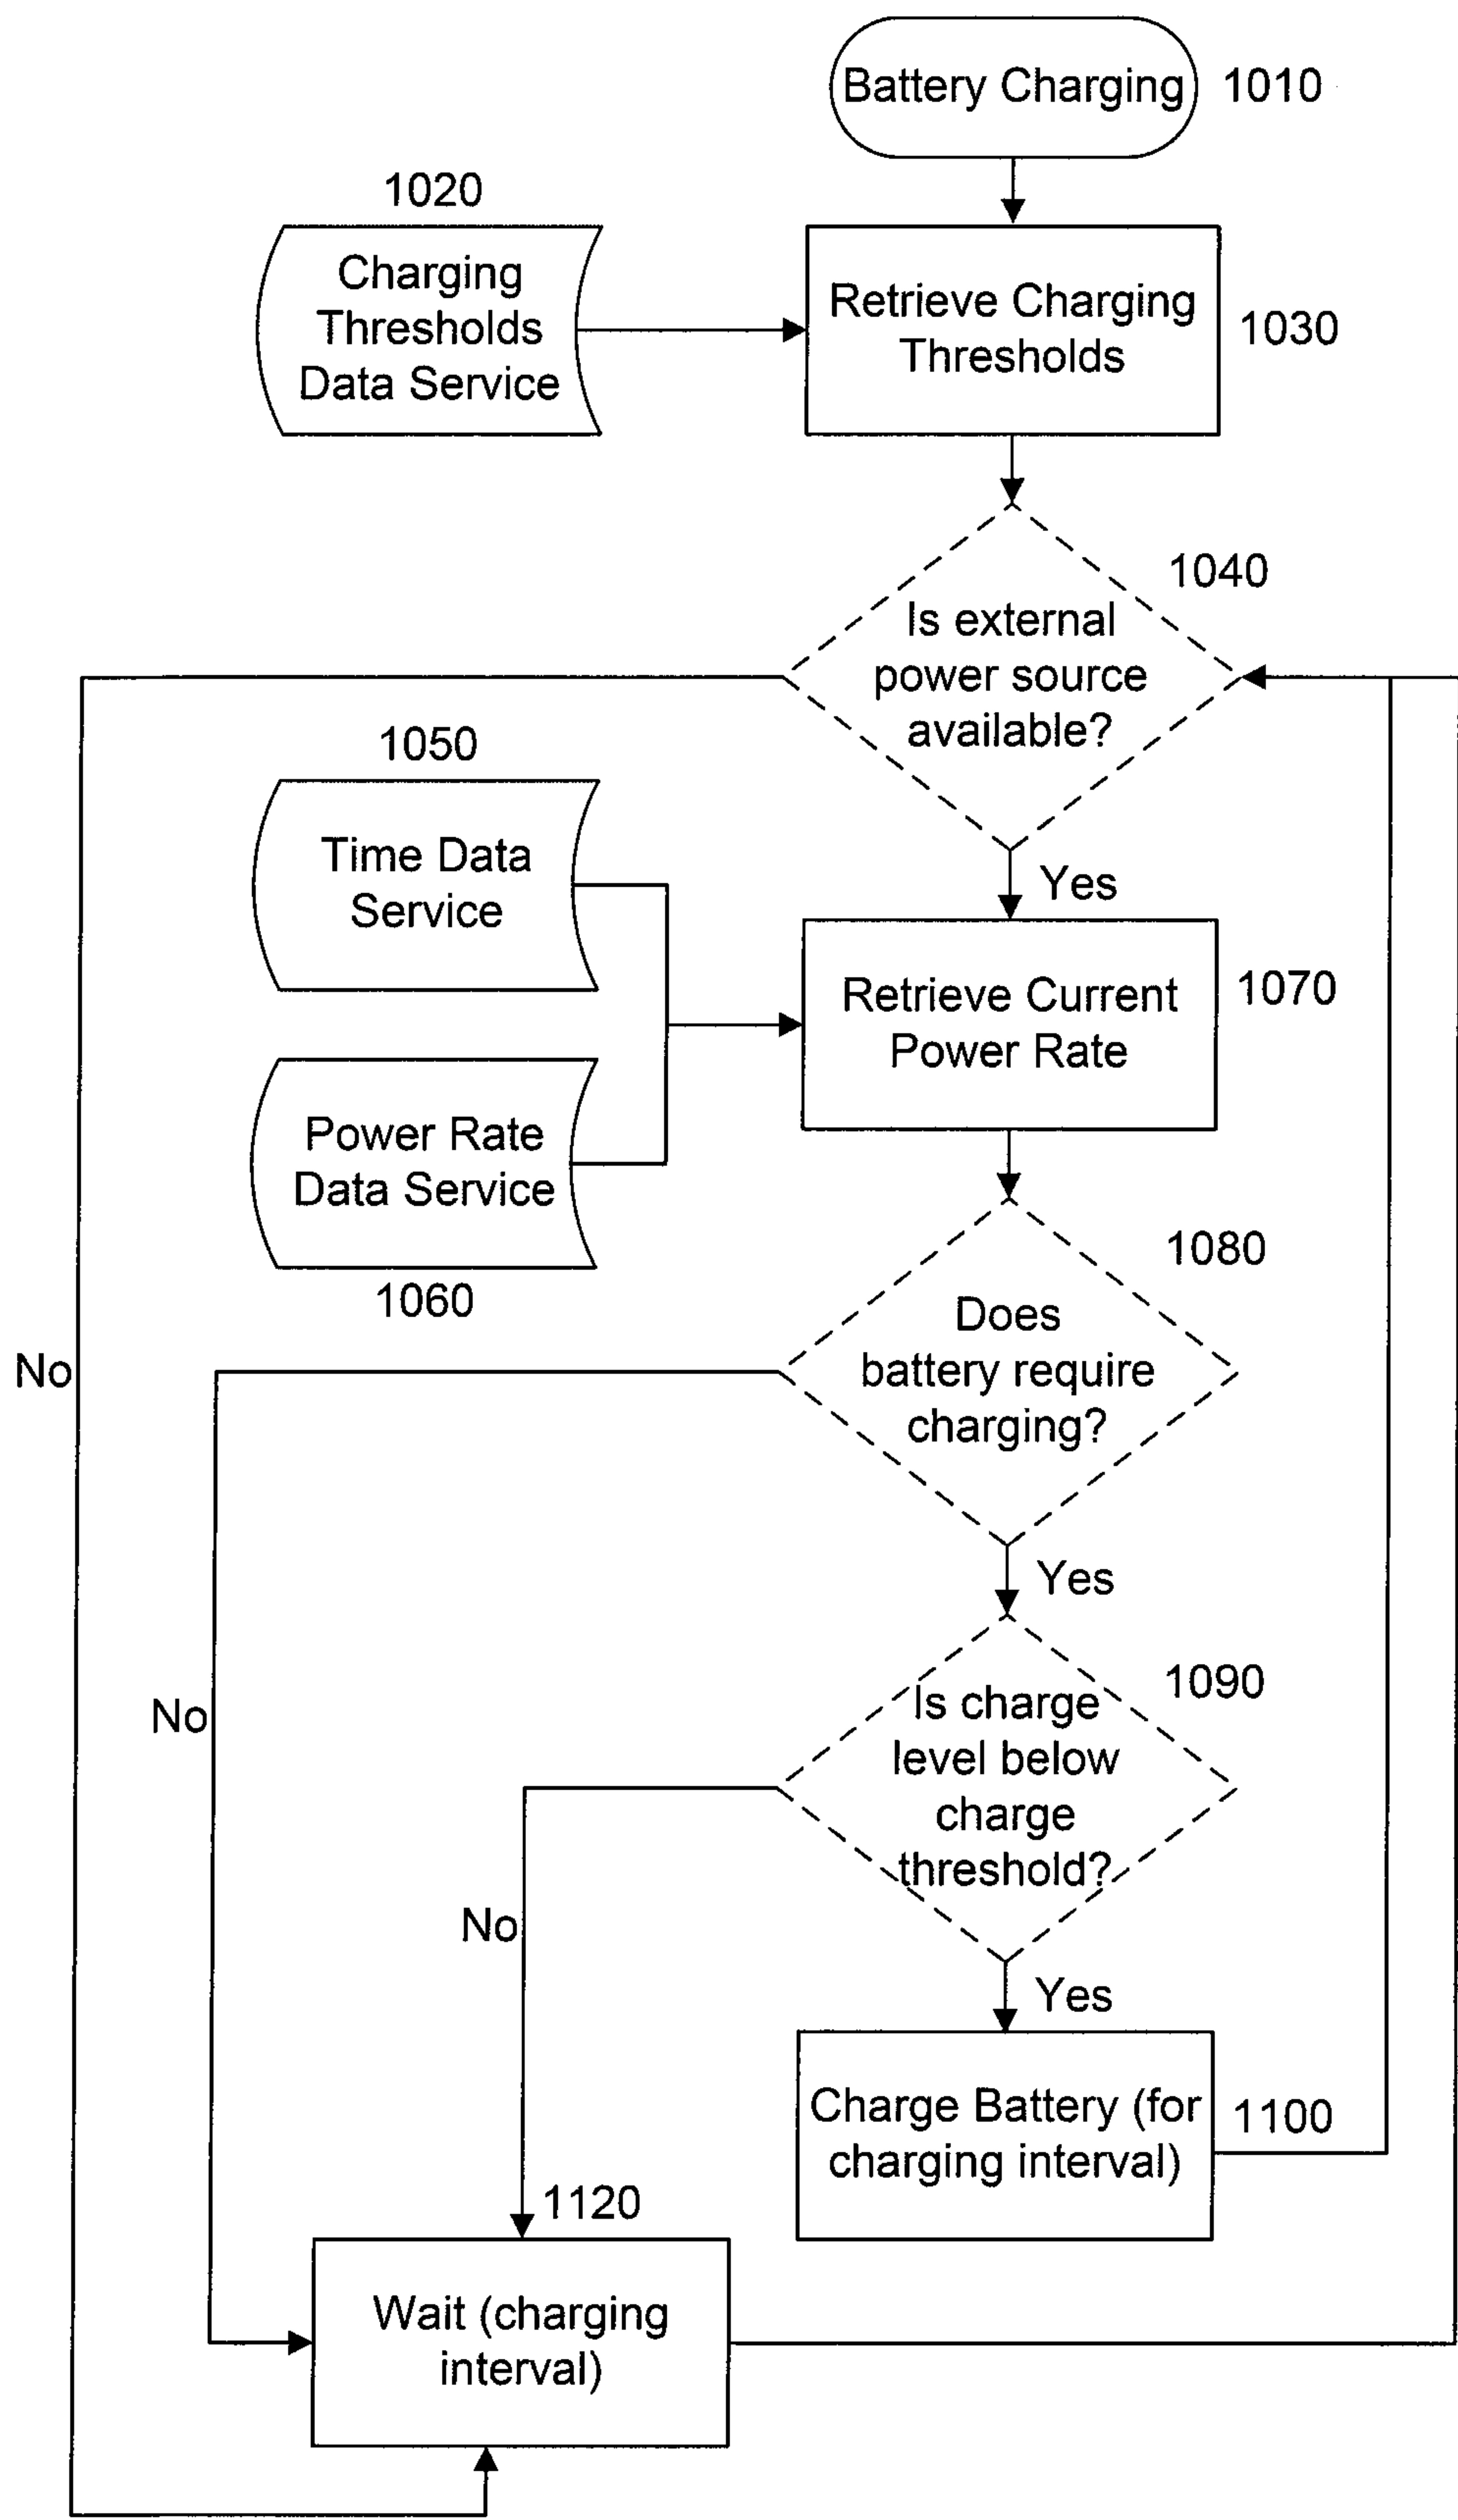 Battery Charging
1010
1020
Charging
Thresholds
Data Service
Retrieve Charging
Thresholds
1030
1040
Is external
power source
available?
1050
Time Data
Service
Yes
Retrieve Current
Power Rate
1070
Power Rate
Data Service
1060
1080
Does
battery require
charging?
No
Yes
1090
Is charge
level below
charge
threshold?
No
No
Yes
Charge Battery (for
charging interval)
1100
1120
Wait (charging
interval)